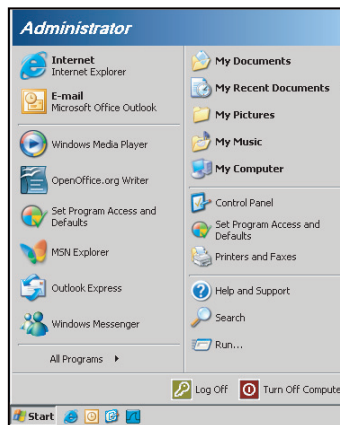 Administrator
Internet
Internet Explorer
E-mail
Microsoft Office Outlook
Windows Media Player
OpenOffice.org Writer
Set Program Access and
Defaults
MSN Explorer
Outlook Express
Windows Messenger
All Programs
My Documents
My Recent Documents
My Pictures
My Music
My Computer
Control Panel
Set Program Access and
Defaults
Printers and Faxes
Help and Support
Search
Run...
Log Off
Turn Off Compute
Start